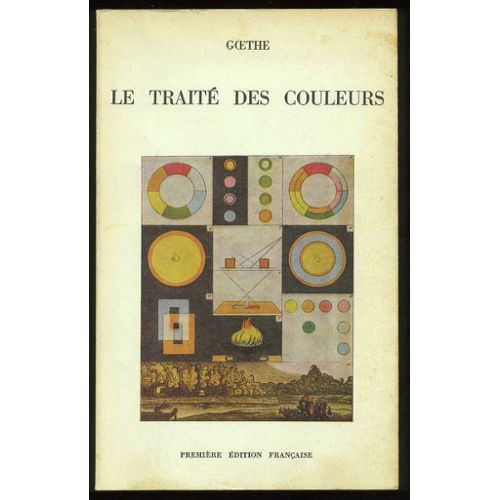 GŒTHE
LE TRAITÉ DES COULEURS
PREMIÈRE ÉDITION FRANÇAISE